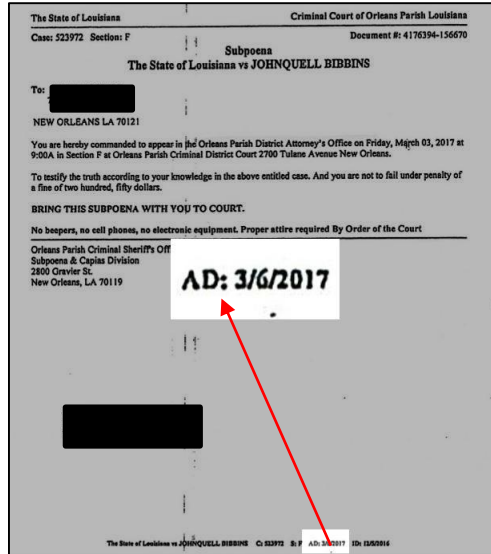 The State of Louisiana
Criminal Court of Orleans Parish Louisiana
Case: 523972 Section: F
Document #: 4176394-156670
Subpoena
The State of Louisiana vs JOHNQUELL BIBBINS
To:
NEW ORLEANS LA 70121
You are hereby commanded to appear in the Orleans Parish District Attorney's Office on Friday, March 03, 2017 at
9:00A in Section F at Orleans Parish Criminal District Court 2700 Tulane Avenue New Orleans.
To testify the truth according to your knowledge in the above entitled case. And you are not to fail under penalty of
a fine of two hundred, fifty dollars.
BRING THIS SUBPOENA WITH YOU TO COURT.
No beepers, no cell phones, no electronic equipment. Proper attire required By Order of the Court
Orleans Parish Criminal Sheriff's Off
Subpoena & Capias Division
2800 Gravier St.
New Orleans, LA 70119
AD: 3/6/2017
The State of Louisiana vs JOHNQUELL BIBBINS C: 523972 S: F AD: 3/6/2017 ID: 12/5/2016